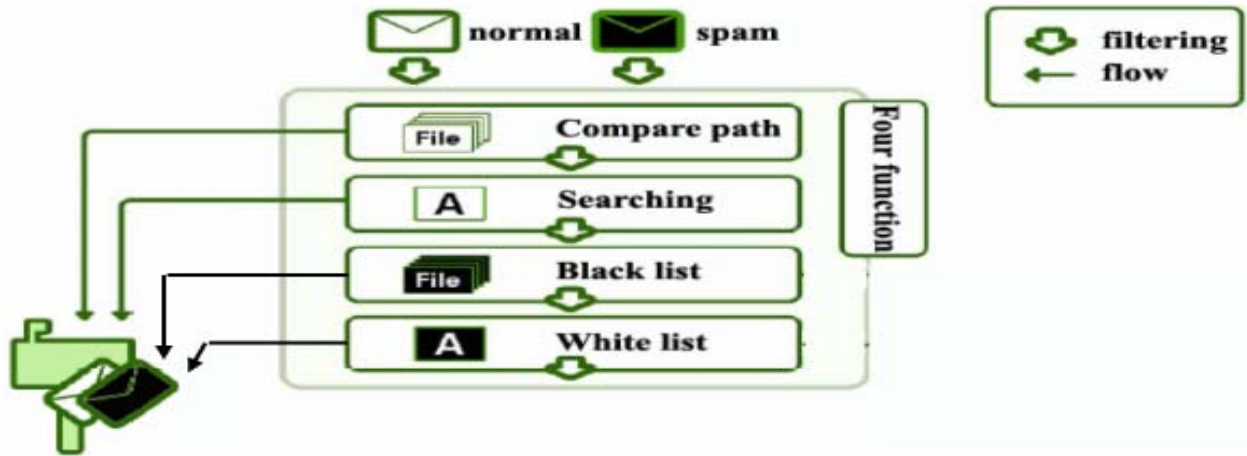 normal
spam
filtering
flow
File
Compare path
A
Searching
File
Black list
A
White list
Four function